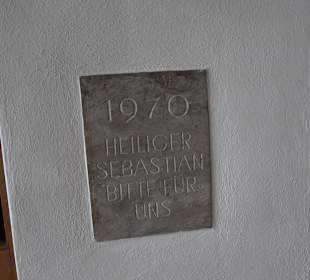 1970
HEILIGER
SEBASTIAN
BITTE FÜR
UNS